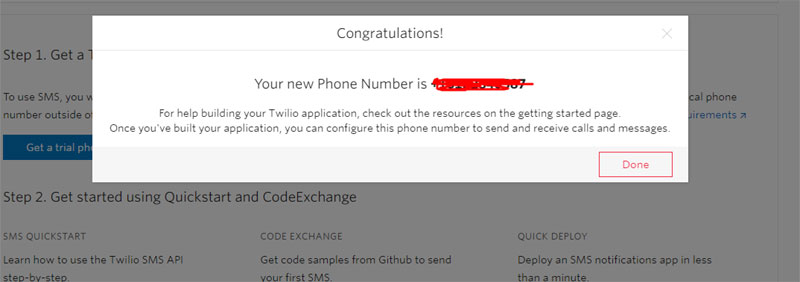 Congratulations!
Step 1. Get a T
Your new Phone Number is
To use SMS, you w
cal phone
For help building your Twilio application, check out the resources on the getting started page.
number outside o
quirements
Once you've built your application, you can configure this phone number to send and receive calls and messages.
Get a trial ph
Done
Step 2. Get started using Quickstart and CodeExchange
SMS QUICKSTART CODE EXCHANGE QUICK DEPLOY
Learn how to use the Twilio SMS API Get code samples from Github to send Deploy an SMS notifications app in less
step-by-step. your first SMS. than a minute.